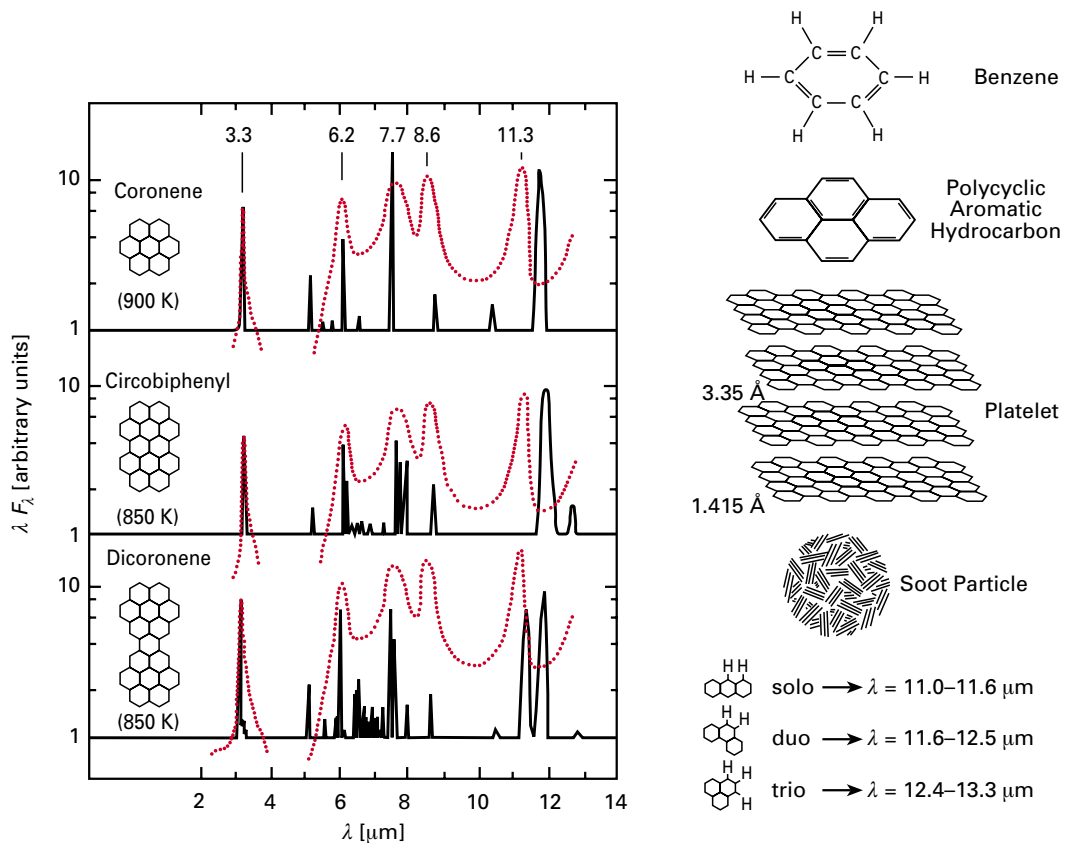 3.3 6.2 7.7 8.6 11.3
10
Coronene
(900 K)
1
Circobiphenyl
10
(850 K)
1
Dicoronene
10
(850 K)
1
λ Fλ [arbitrary units]
2 4 6 8 10 12 14
λ [μm]
H H
C C
H C C H
C C
H H
Benzene
Polycyclic
Aromatic
Hydrocarbon
3.35 Å
Platelet
1.415 Å
Soot Particle
H H
solo → λ = 11.0–11.6 μm
H
H
duo → λ = 11.6–12.5 μm
H
H
H
trio → λ = 12.4–13.3 μm